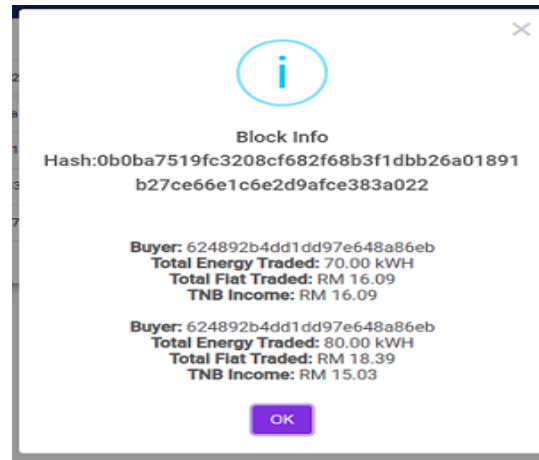 Block Info
Hash:0b0ba7519fc3208cf682f68b3f1dbb26a01891
b27ce66e1c6e2d9afce383a022
Buyer: 624892b4dd1dd97e648a86eb
Total Energy Traded: 70.00 kWH
Total Fiat Traded: RM 16.09
TNB Income: RM 16.09
Buyer: 624892b4dd1dd97e648a86eb
Total Energy Traded: 80.00 kWH
Total Fiat Traded: RM 18.39
TNB Income: RM 15.03
OK